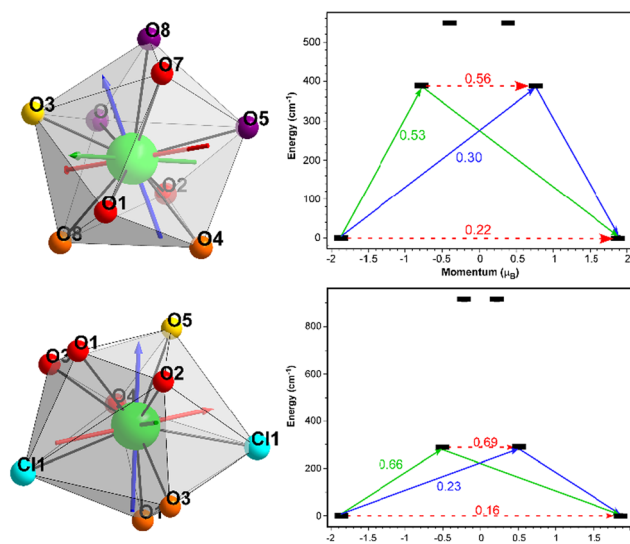 O8
O7
O3
O
O5
O2
O1
O8
O4
Energy (cm⁻¹)
500
400
300
200
100
0
0.56
0.53
0.30
0.22
-2 -1.5 -1 -0.5 0 0.5 1 1.5 2
Momentum (μB)
O1
O5
O3
O2
O4
Cl1
Cl1
O3
O1
Energy (cm⁻¹)
800
600
400
200
0
0.69
0.66
0.23
0.16
-2 -1.5 -1 -0.5 0 0.5 1 1.5 2